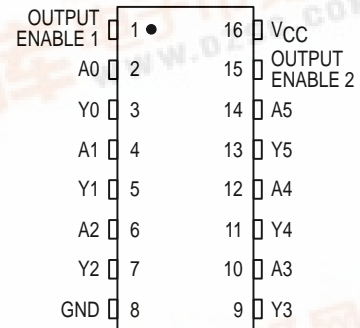 OUTPUT
ENABLE 1
1
16
VCC
A0
2
15
OUTPUT
ENABLE 2
Y0
3
14
A5
A1
4
13
Y5
Y1
5
12
A4
A2
6
11
Y4
Y2
7
10
A3
GND
8
9
Y3